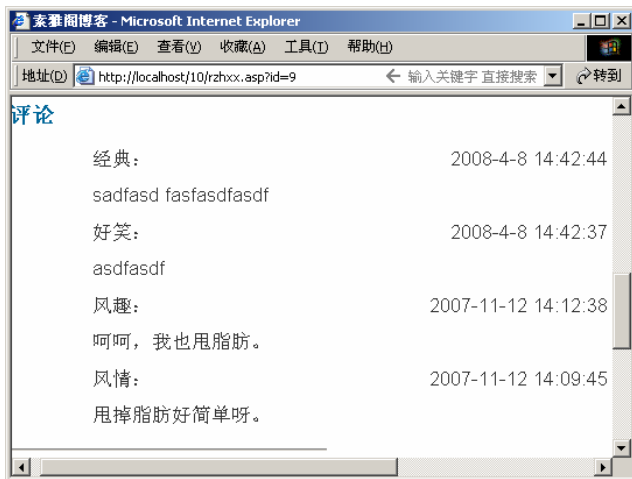 素雅阁博客 - Microsoft Internet Explorer
文件(F) 编辑(E) 查看(V) 收藏(A) 工具(T) 帮助(H)
地址(D) http://localhost/10/rzhxx.asp?id=9 输入关键字 直接搜索 转到
评论
经典： 2008-4-8 14:42:44
sadfasd fasfasdfasdf
好笑： 2008-4-8 14:42:37
asdfasdf
风趣： 2007-11-12 14:12:38
呵呵，我也甩脂肪。
风情： 2007-11-12 14:09:45
甩掉脂肪好简单呀。